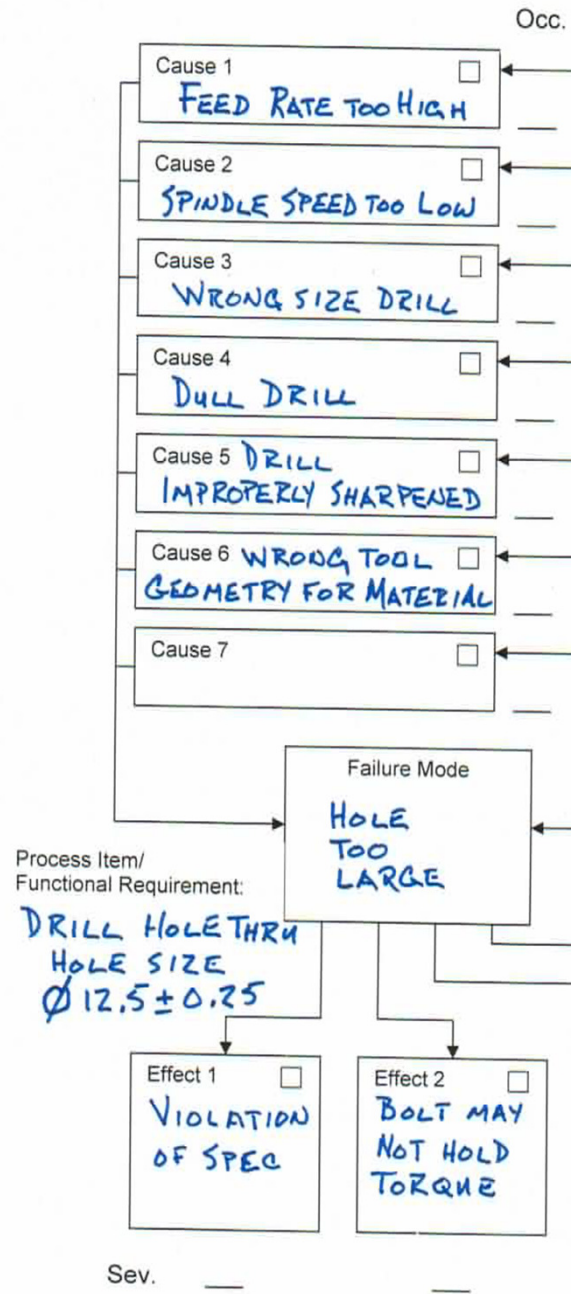 Occ.
Cause 1
FEED RATE TOO HIGH
Cause 2
SPINDLE SPEED TOO LOW
Cause 3
WRONG SIZE DRILL
Cause 4
DULL DRILL
Cause 5 DRILL
IMPROPERLY SHARPENED
Cause 6 WRONG TOOL
GEOMETRY FOR MATERIAL
Cause 7
Failure Mode
HOLE
TOO
LARGE
Process Item/
Functional Requirement:
DRILL HOLE THRU
HOLE SIZE
Ø 12.5 ± 0.25
Effect 1
VIOLATION
OF SPEC
Effect 2
BOLT MAY
NOT HOLD
TORQUE
Sev.